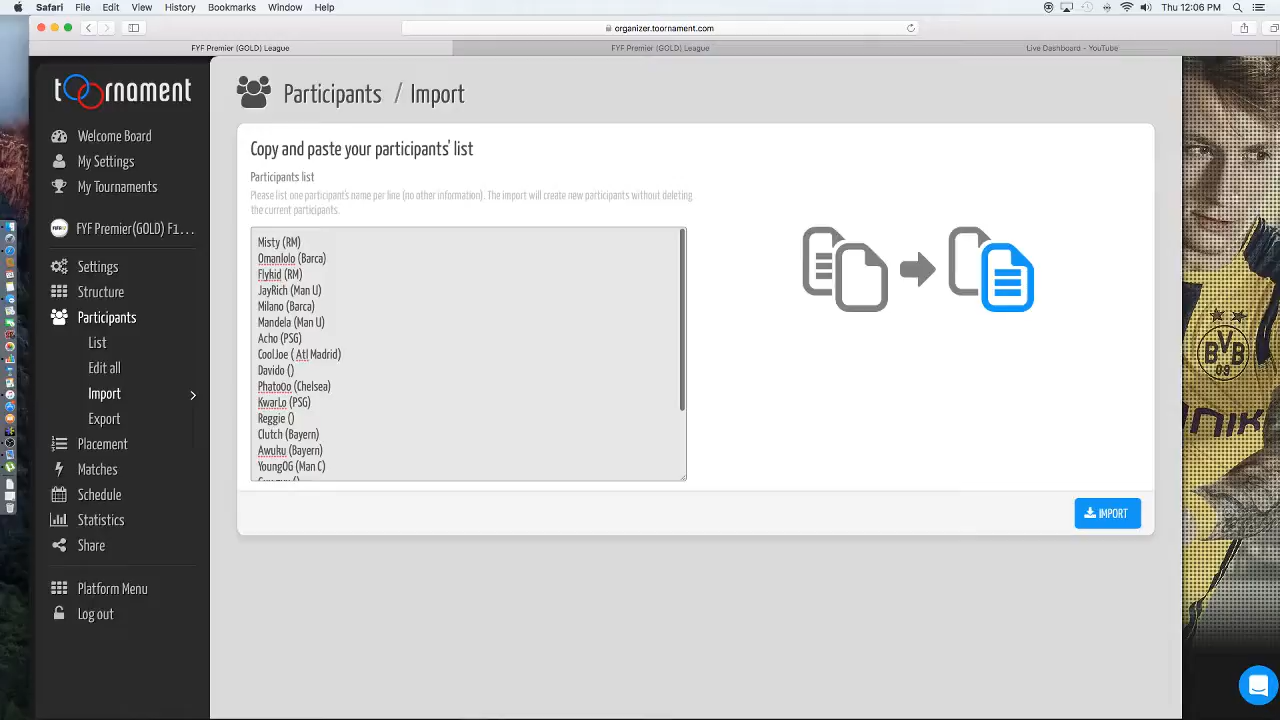 Safari File Edit View History Bookmarks Window Help Thu 12:06 PM
organizer.toornament.com
FYF Premier (GOLD) League FYF Premier (GOLD) League Live Dashboard - YouTube
toornament
Welcome Board
My Settings
My Tournaments
FYF Premier(GOLD) F1...
Settings
Structure
Participants
List
Edit all
Import
Export
Placement
Matches
Schedule
Statistics
Share
Platform Menu
Log out
Participants / Import
Copy and paste your participants' list
Participants list
Please list one participant's name per line (no other information). The import will create new participants without deleting
the current participants.
Misty (RM)
Omanlolo (Barca)
Flykid (RM)
JayRich (Man U)
Milano (Barca)
Mandela (Man U)
Acho (PSG)
CoolJoe ( Atl Madrid)
Davido ()
PhatoOo (Chelsea)
KwarLo (PSG)
Reggie ()
Clutch (Bayern)
Awuku (Bayern)
YoungOG (Man C)
IMPORT
BVB
09